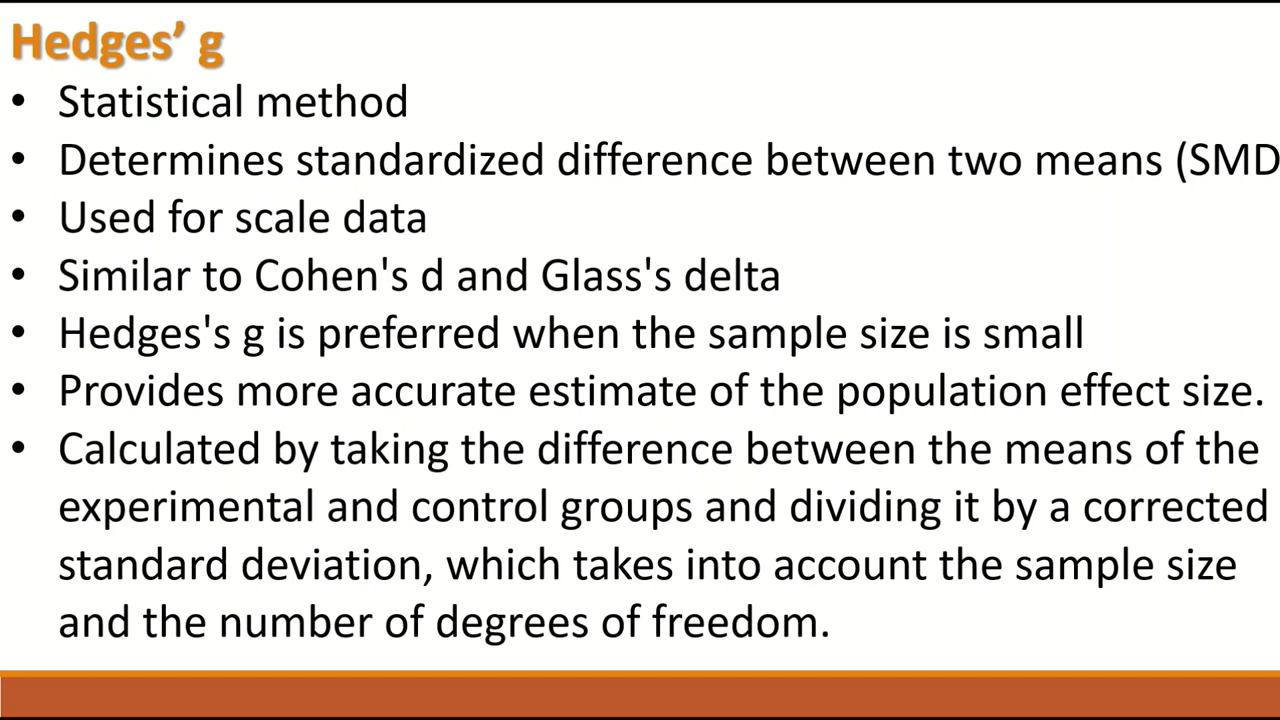 Hedges’ g
• Statistical method
• Determines standardized difference between two means (SMD
• Used for scale data
• Similar to Cohen's d and Glass's delta
• Hedges's g is preferred when the sample size is small
• Provides more accurate estimate of the population effect size.
• Calculated by taking the difference between the means of the
experimental and control groups and dividing it by a corrected
standard deviation, which takes into account the sample size
and the number of degrees of freedom.